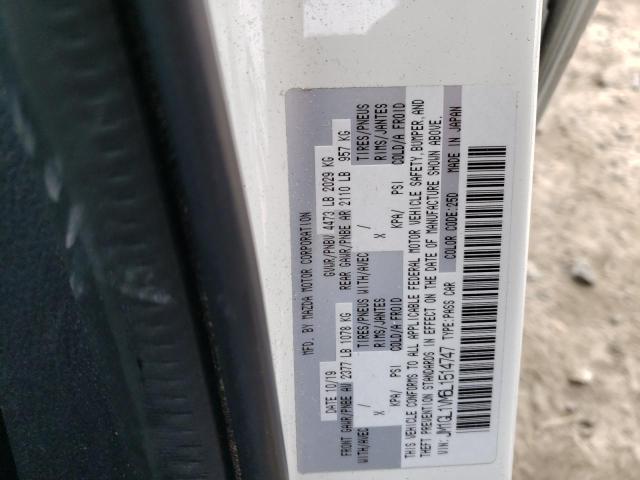 MFD. BY MAZDA MOTOR CORPORATION
DATE 10/19 GVWR/PNBV 4473 LB 2029 KG
FRONT GAWR/PNBE AV 2377 LB 1078 KG REAR GAWR/PNBE AR 2110 LB 957 KG
WITH/AVEC TIRES/PNEUS WITH/AVEC TIRES/PNEUS
/ X RIMS/JANTES / X RIMS/JANTES
KPA/ PSI COLD/A FROID KPA/ PSI COLD/A FROID
THIS VEHICLE CONFORMS TO ALL APPLICABLE FEDERAL MOTOR VEHICLE SAFETY, BUMPER, AND
THEFT PREVENTION STANDARDS IN EFFECT ON THE DATE OF MANUFACTURE SHOWN ABOVE.
VIN: JM1GL1VM6L1514747 TYPE:PASS CAR COLOR CODE:25D MADE IN JAPAN